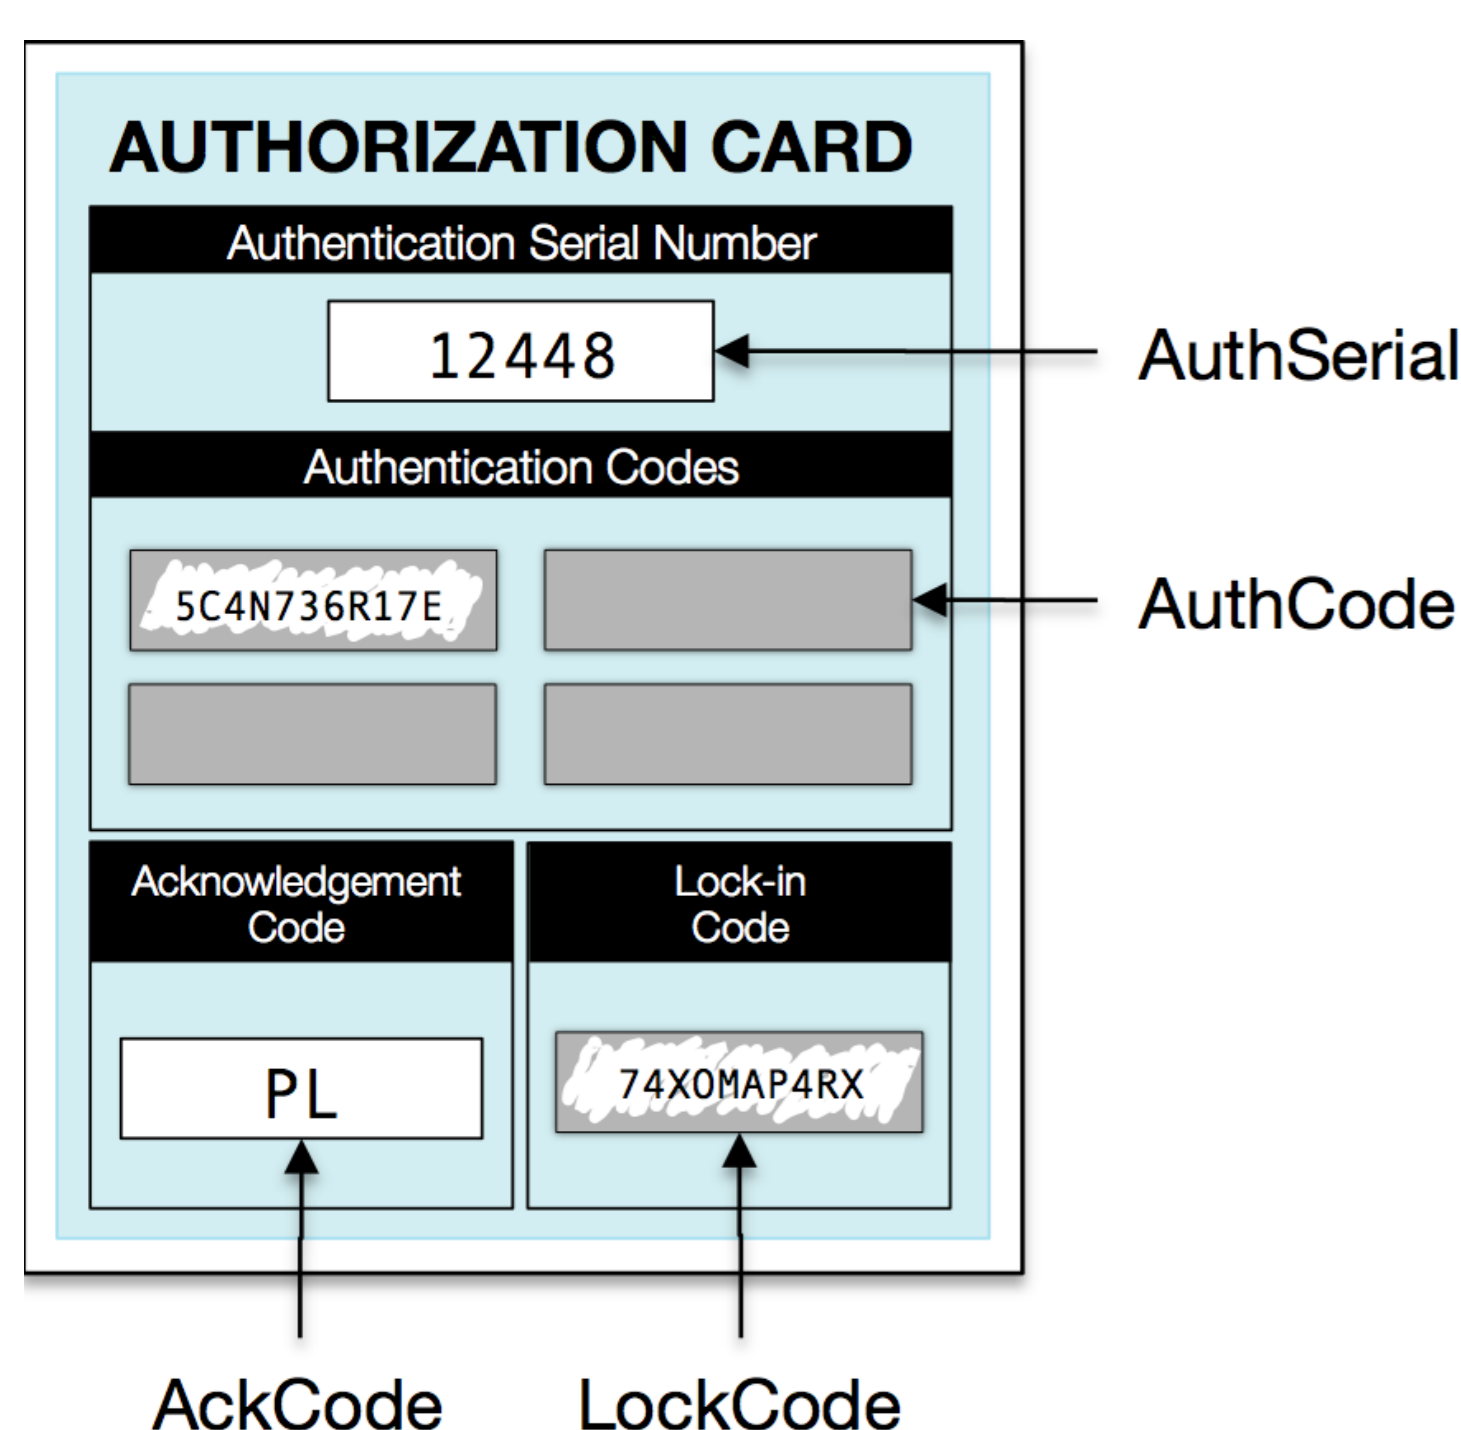 AUTHORIZATION CARD
Authentication Serial Number
12448
AuthSerial
Authentication Codes
5C4N736R17E
AuthCode
Acknowledgement
Code
Lock-in
Code
PL
74XOMAP4RX
AckCode
LockCode